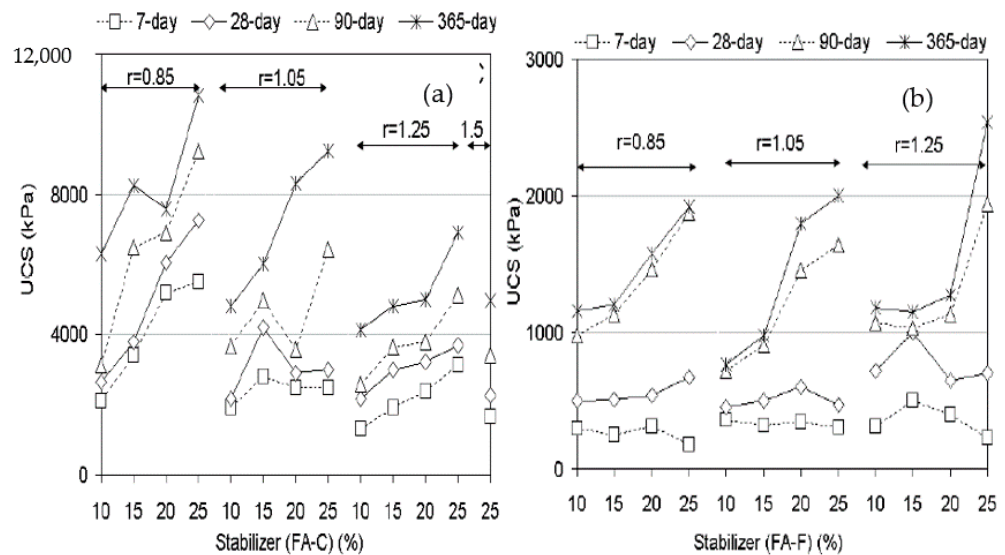 7-day 28-day 90-day 365-day
12,000
r=0.85
r=1.05
(a)
r=1.25
1.5
8000
UCS (kPa)
4000
0
10 15 20 25 10 15 20 25 10 15 20 25 25
Stabilizer (FA-C) (%)
7-day 28-day 90-day 365-day
3000
(b)
r=0.85
r=1.05
r=1.25
2000
UCS (kPa)
1000
0
10 15 20 25 10 15 20 25 10 15 20 25
Stabilizer (FA-F) (%)